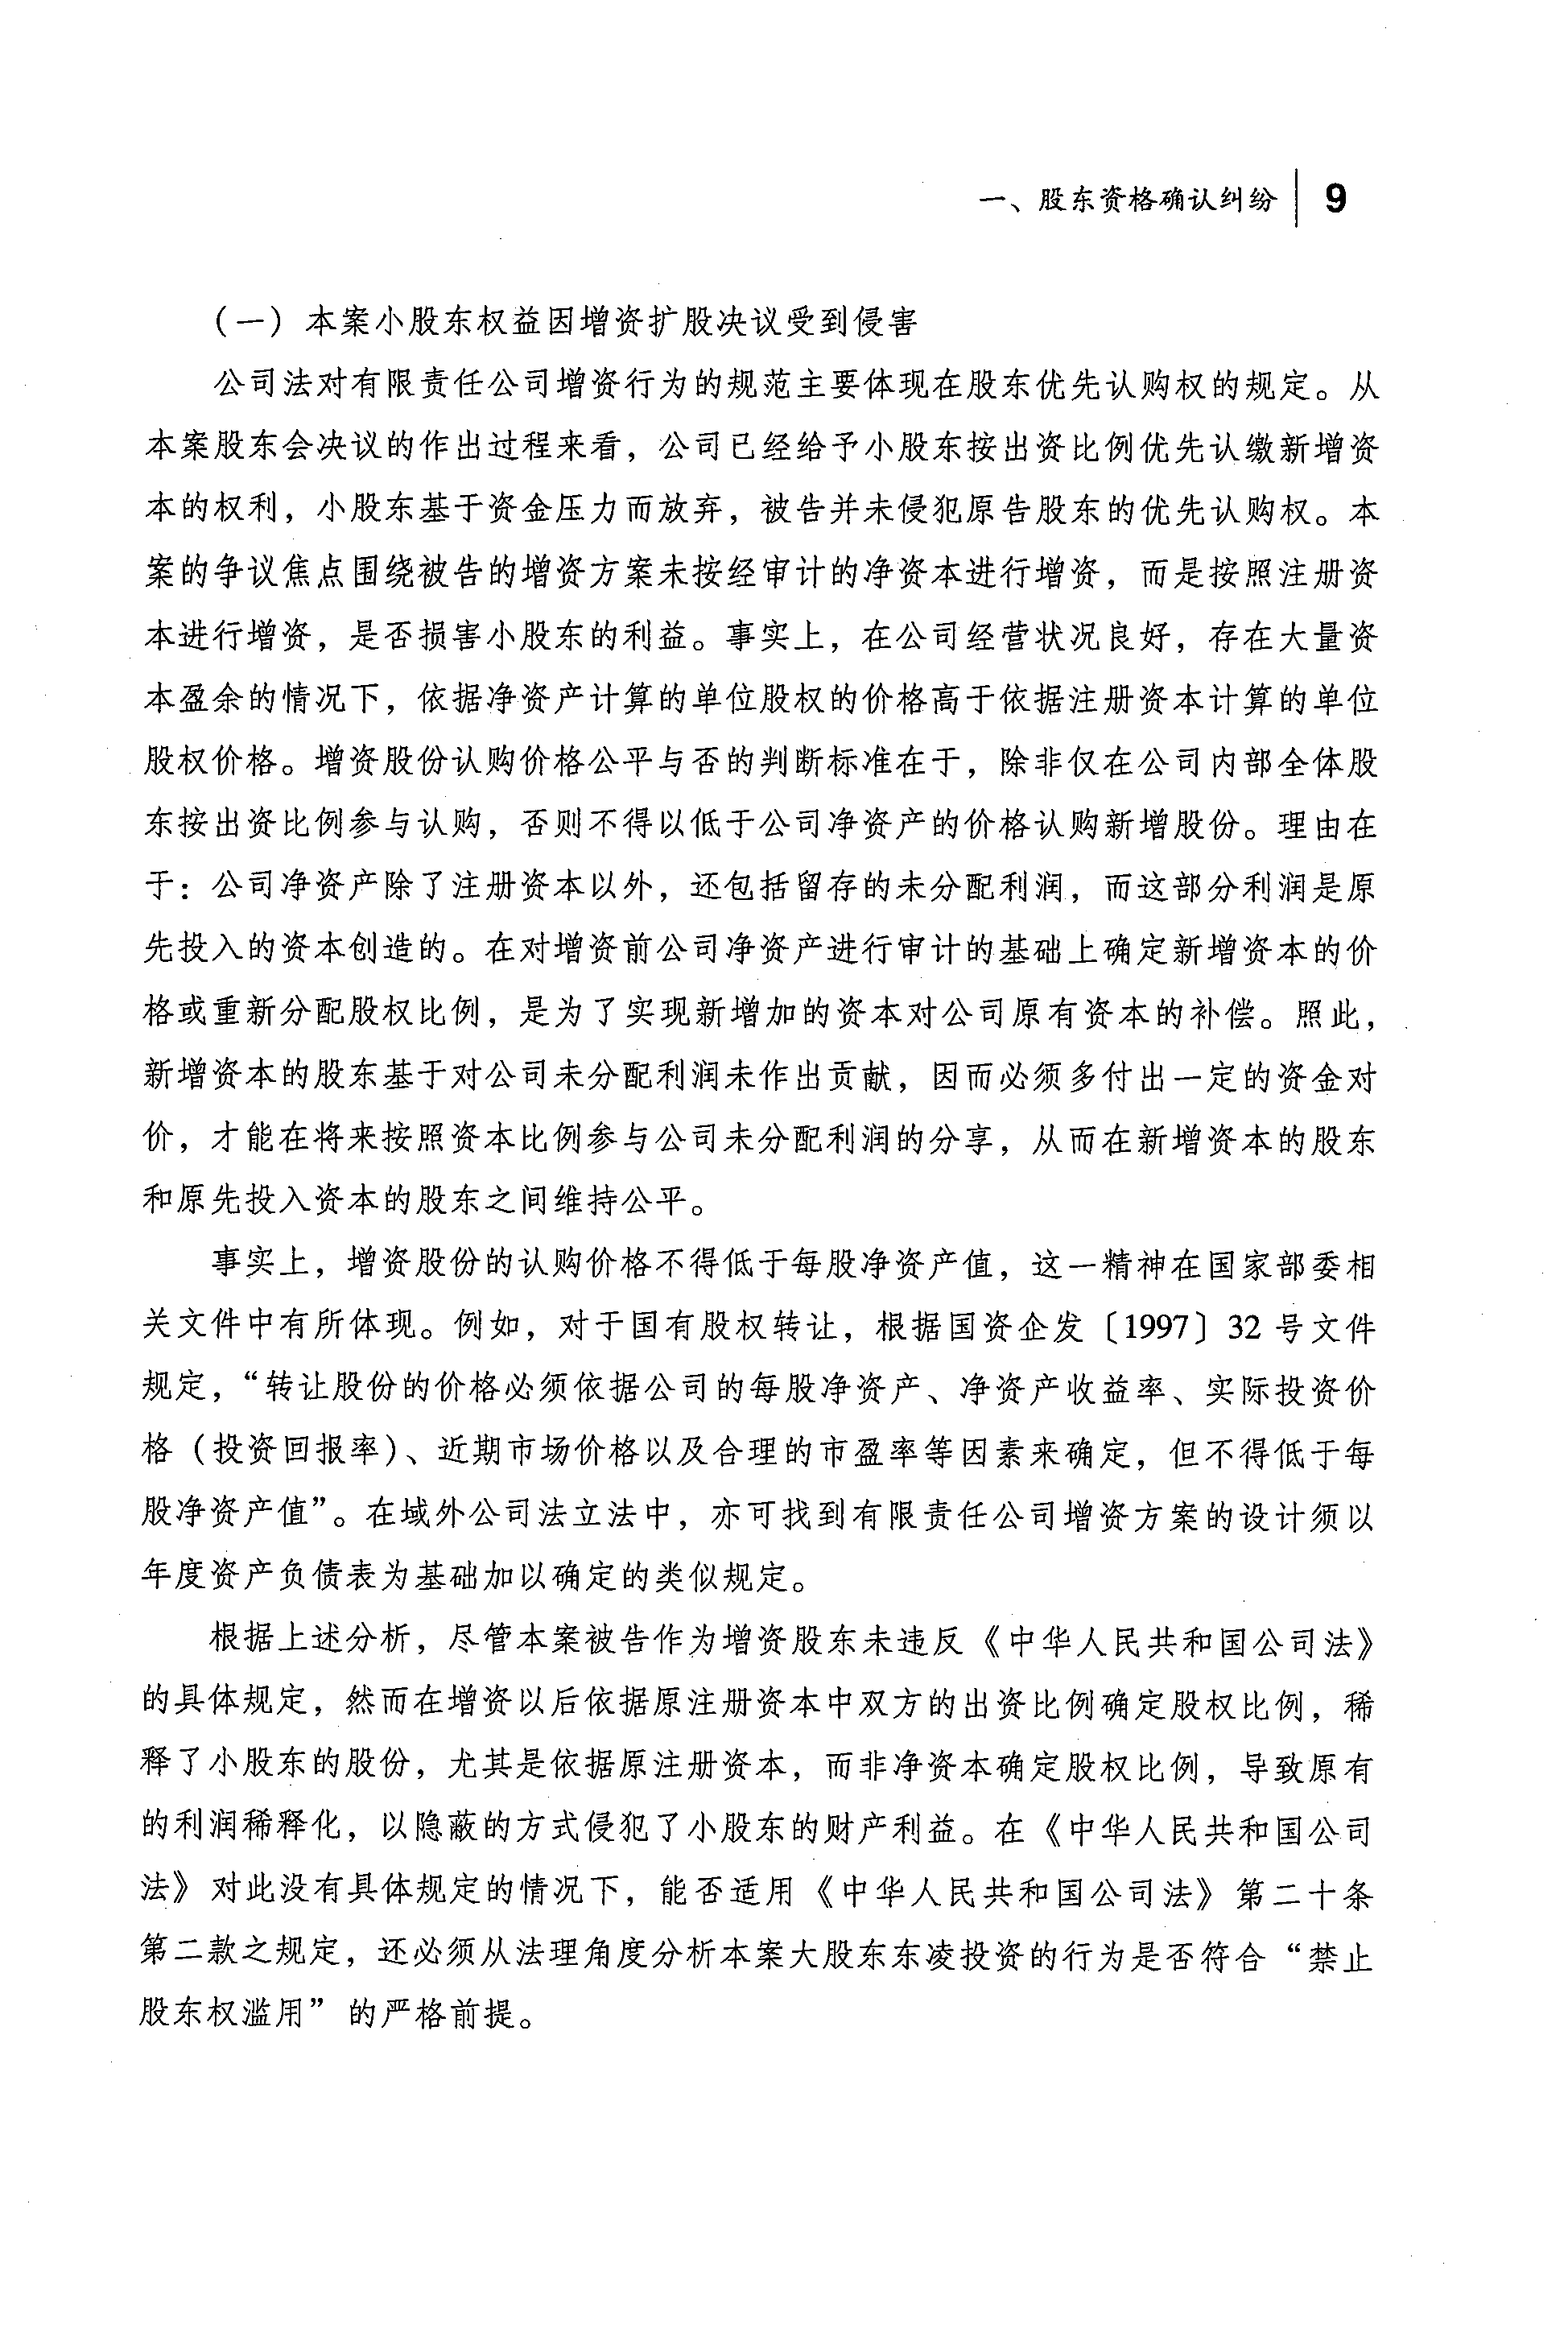 一、股东资格确认纠纷 9
（一）本案小股东权益因增资扩股决议受到侵害
公司法对有限责任公司增资行为的规范主要体现在股东优先认购权的规定。从
本案股东会决议的作出过程来看，公司已经给予小股东按出资比例优先认缴新增资
本的权利，小股东基于资金压力而放弃，被告并未侵犯原告股东的优先认购权。本
案的争议焦点围绕被告的增资方案未按经审计的净资本进行增资，而是按照注册资
本进行增资，是否损害小股东的利益。事实上，在公司经营状况良好，存在大量资
本盈余的情况下，依据净资产计算的单位股权的价格高于依据注册资本计算的单位
股权价格。增资股份认购价格公平与否的判断标准在于，除非仅在公司内部全体股
东按出资比例参与认购，否则不得以低于公司净资产的价格认购新增股份。理由在
于：公司净资产除了注册资本以外，还包括留存的未分配利润，而这部分利润是原
先投入的资本创造的。在对增资前公司净资产进行审计的基础上确定新增资本的价
格或重新分配股权比例，是为了实现新增加的资本对公司原有资本的补偿。照此，
新增资本的股东基于对公司未分配利润未作出贡献，因而必须多付出一定的资金对
价，才能在将来按照资本比例参与公司未分配利润的分享，从而在新增资本的股东
和原先投入资本的股东之间维持公平。
事实上，增资股份的认购价格不得低于每股净资产值，这一精神在国家部委相
关文件中有所体现。例如，对于国有股权转让，根据国资企发〔1997〕32 号文件
规定，“转让股份的价格必须依据公司的每股净资产、净资产收益率、实际投资价
格（投资回报率）、近期市场价格以及合理的市盈率等因素来确定，但不得低于每
股净资产值”。在域外公司法立法中，亦可找到有限责任公司增资方案的设计须以
年度资产负债表为基础加以确定的类似规定。
根据上述分析，尽管本案被告作为增资股东未违反《中华人民共和国公司法》
的具体规定，然而在增资以后依据原注册资本中双方的出资比例确定股权比例，稀
释了小股东的股份，尤其是依据原注册资本，而非净资本确定股权比例，导致原有
的利润稀释化，以隐蔽的方式侵犯了小股东的财产利益。在《中华人民共和国公司
法》对此没有具体规定的情况下，能否适用《中华人民共和国公司法》第二十条
第二款之规定，还必须从法理角度分析本案大股东东凌投资的行为是否符合“禁止
股东权滥用”的严格前提。